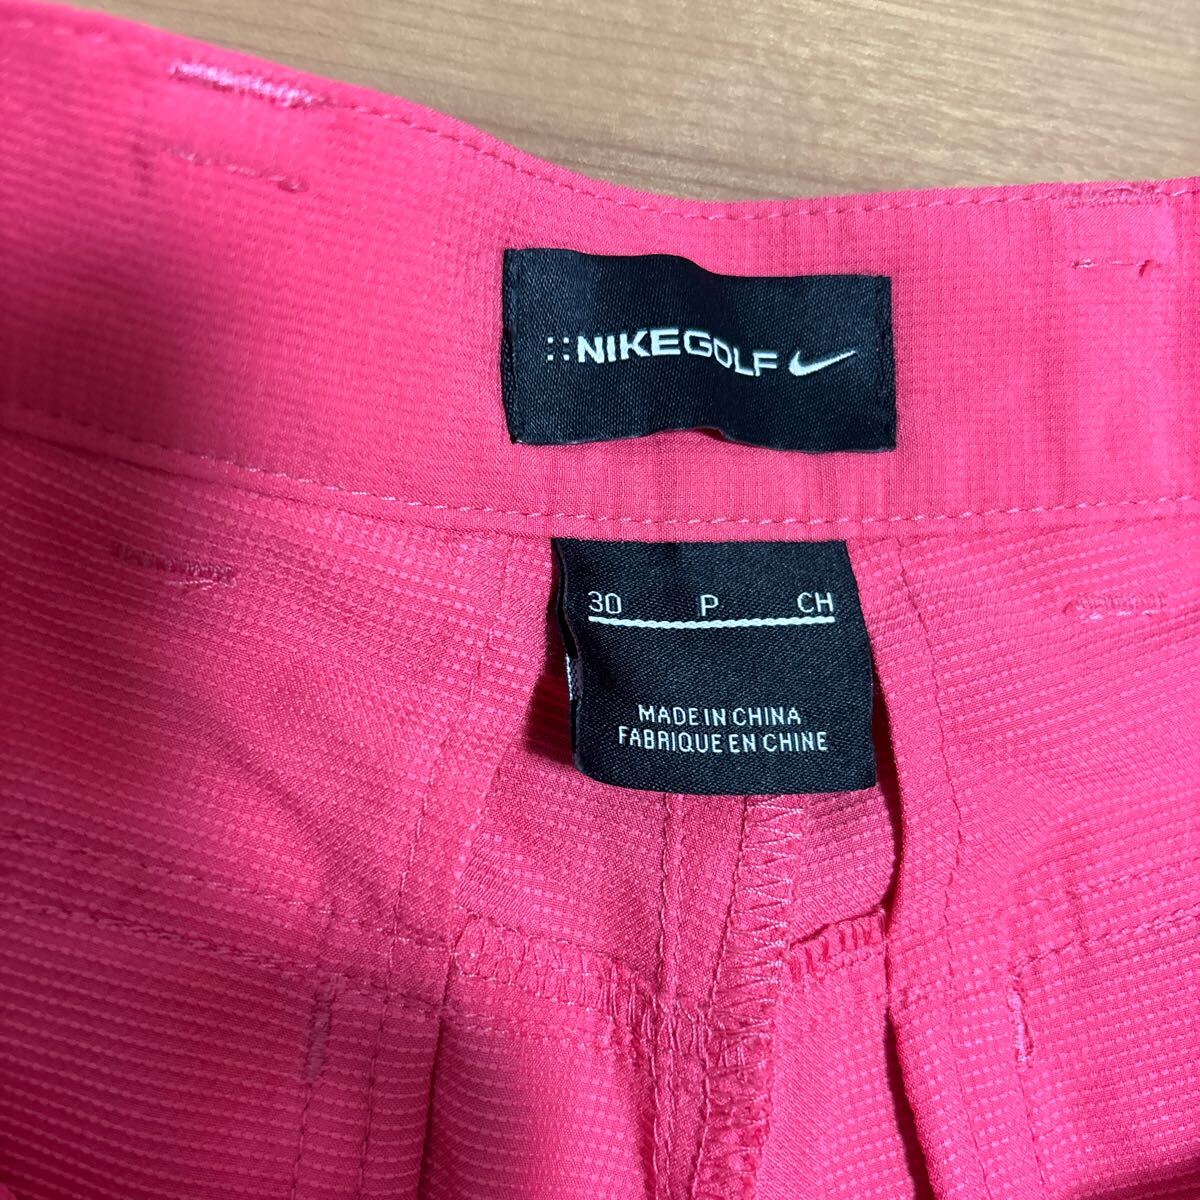 NIKEGOLF
30 P CH
MADE IN CHINA
FABRIQUE EN CHINE